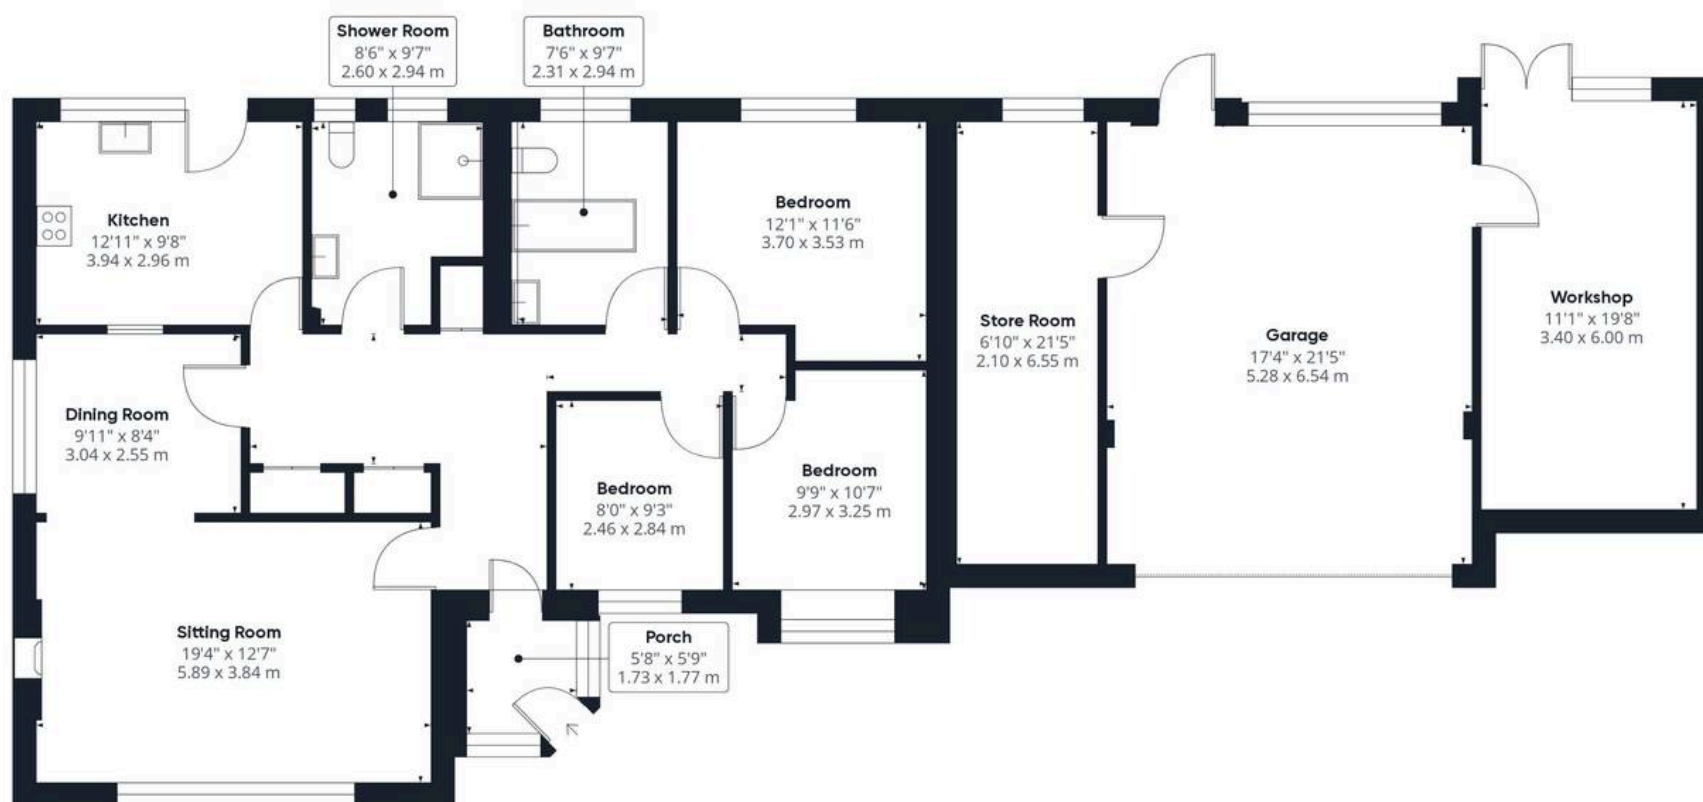 Shower Room
8'6" x 9'7"
2.60 x 2.94 m
Bathroom
7'6" x 9'7"
2.31 x 2.94 m
Kitchen
12'11" x 9'8"
3.94 x 2.96 m
Bedroom
12'1" x 11'6"
3.70 x 3.53 m
Store Room
6'10" x 21'5"
2.10 x 6.55 m
Garage
17'4" x 21'5"
5.28 x 6.54 m
Workshop
11'1" x 19'8"
3.40 x 6.00 m
Dining Room
9'11" x 8'4"
3.04 x 2.55 m
Bedroom
8'0" x 9'3"
2.46 x 2.84 m
Bedroom
9'9" x 10'7"
2.97 x 3.25 m
Sitting Room
19'4" x 12'7"
5.89 x 3.84 m
Porch
5'8" x 5'9"
1.73 x 1.77 m